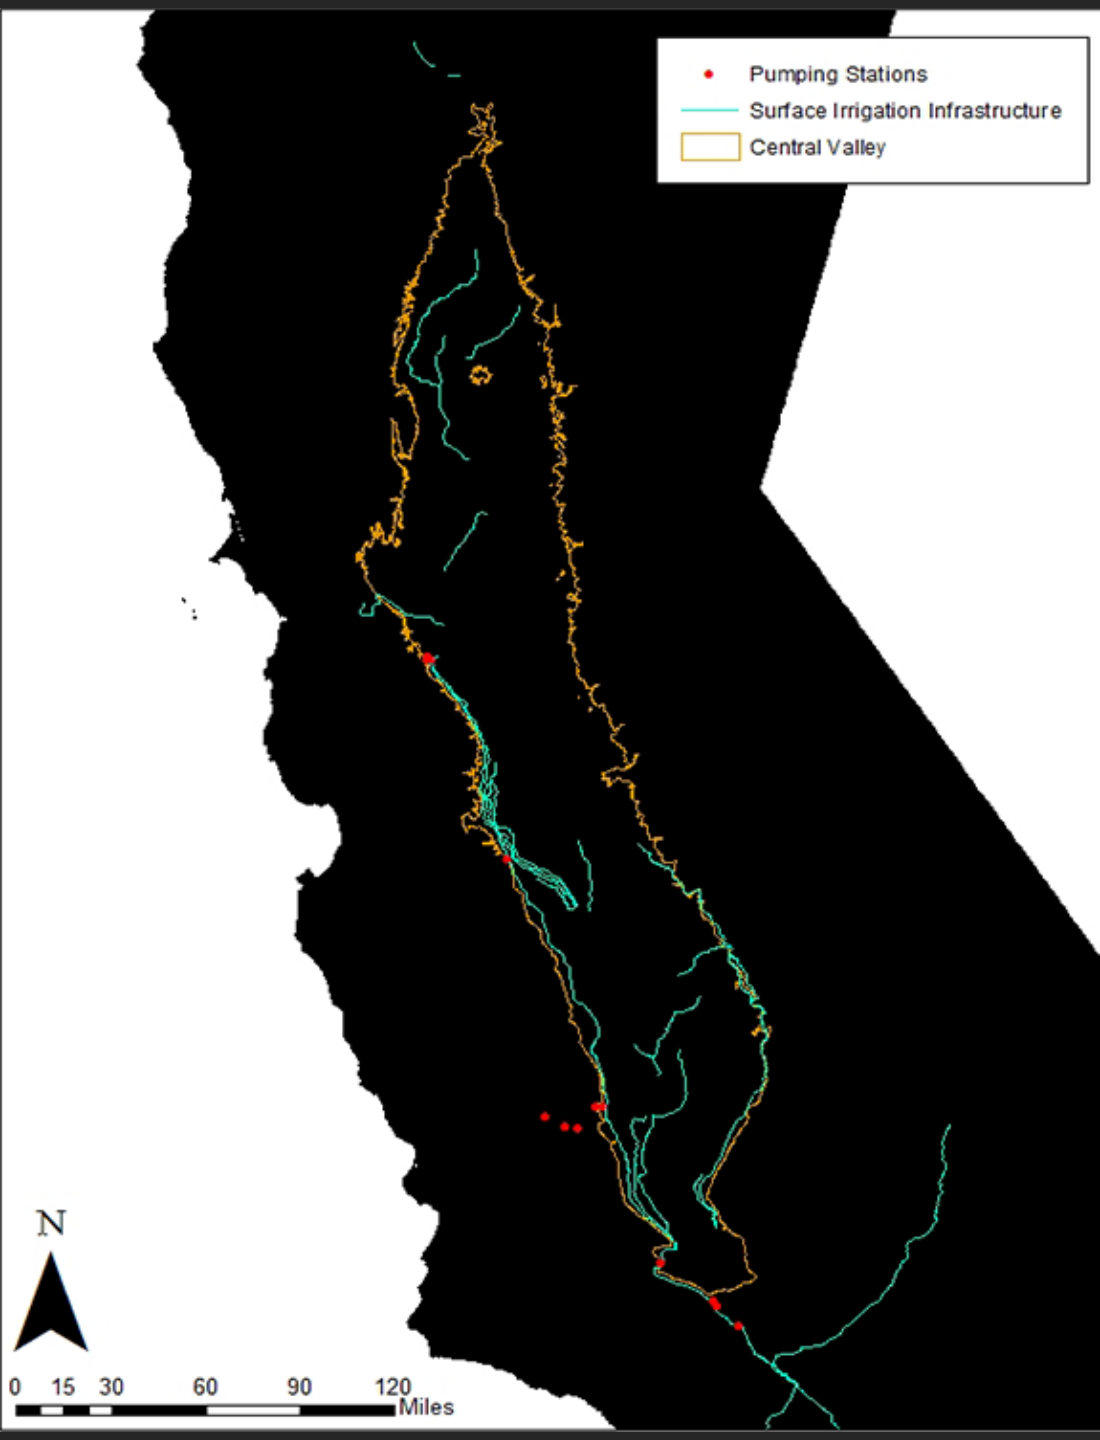 Pumping Stations
Surface Irrigation Infrastructure
Central Valley
N
0 15 30 60 90 120
Miles